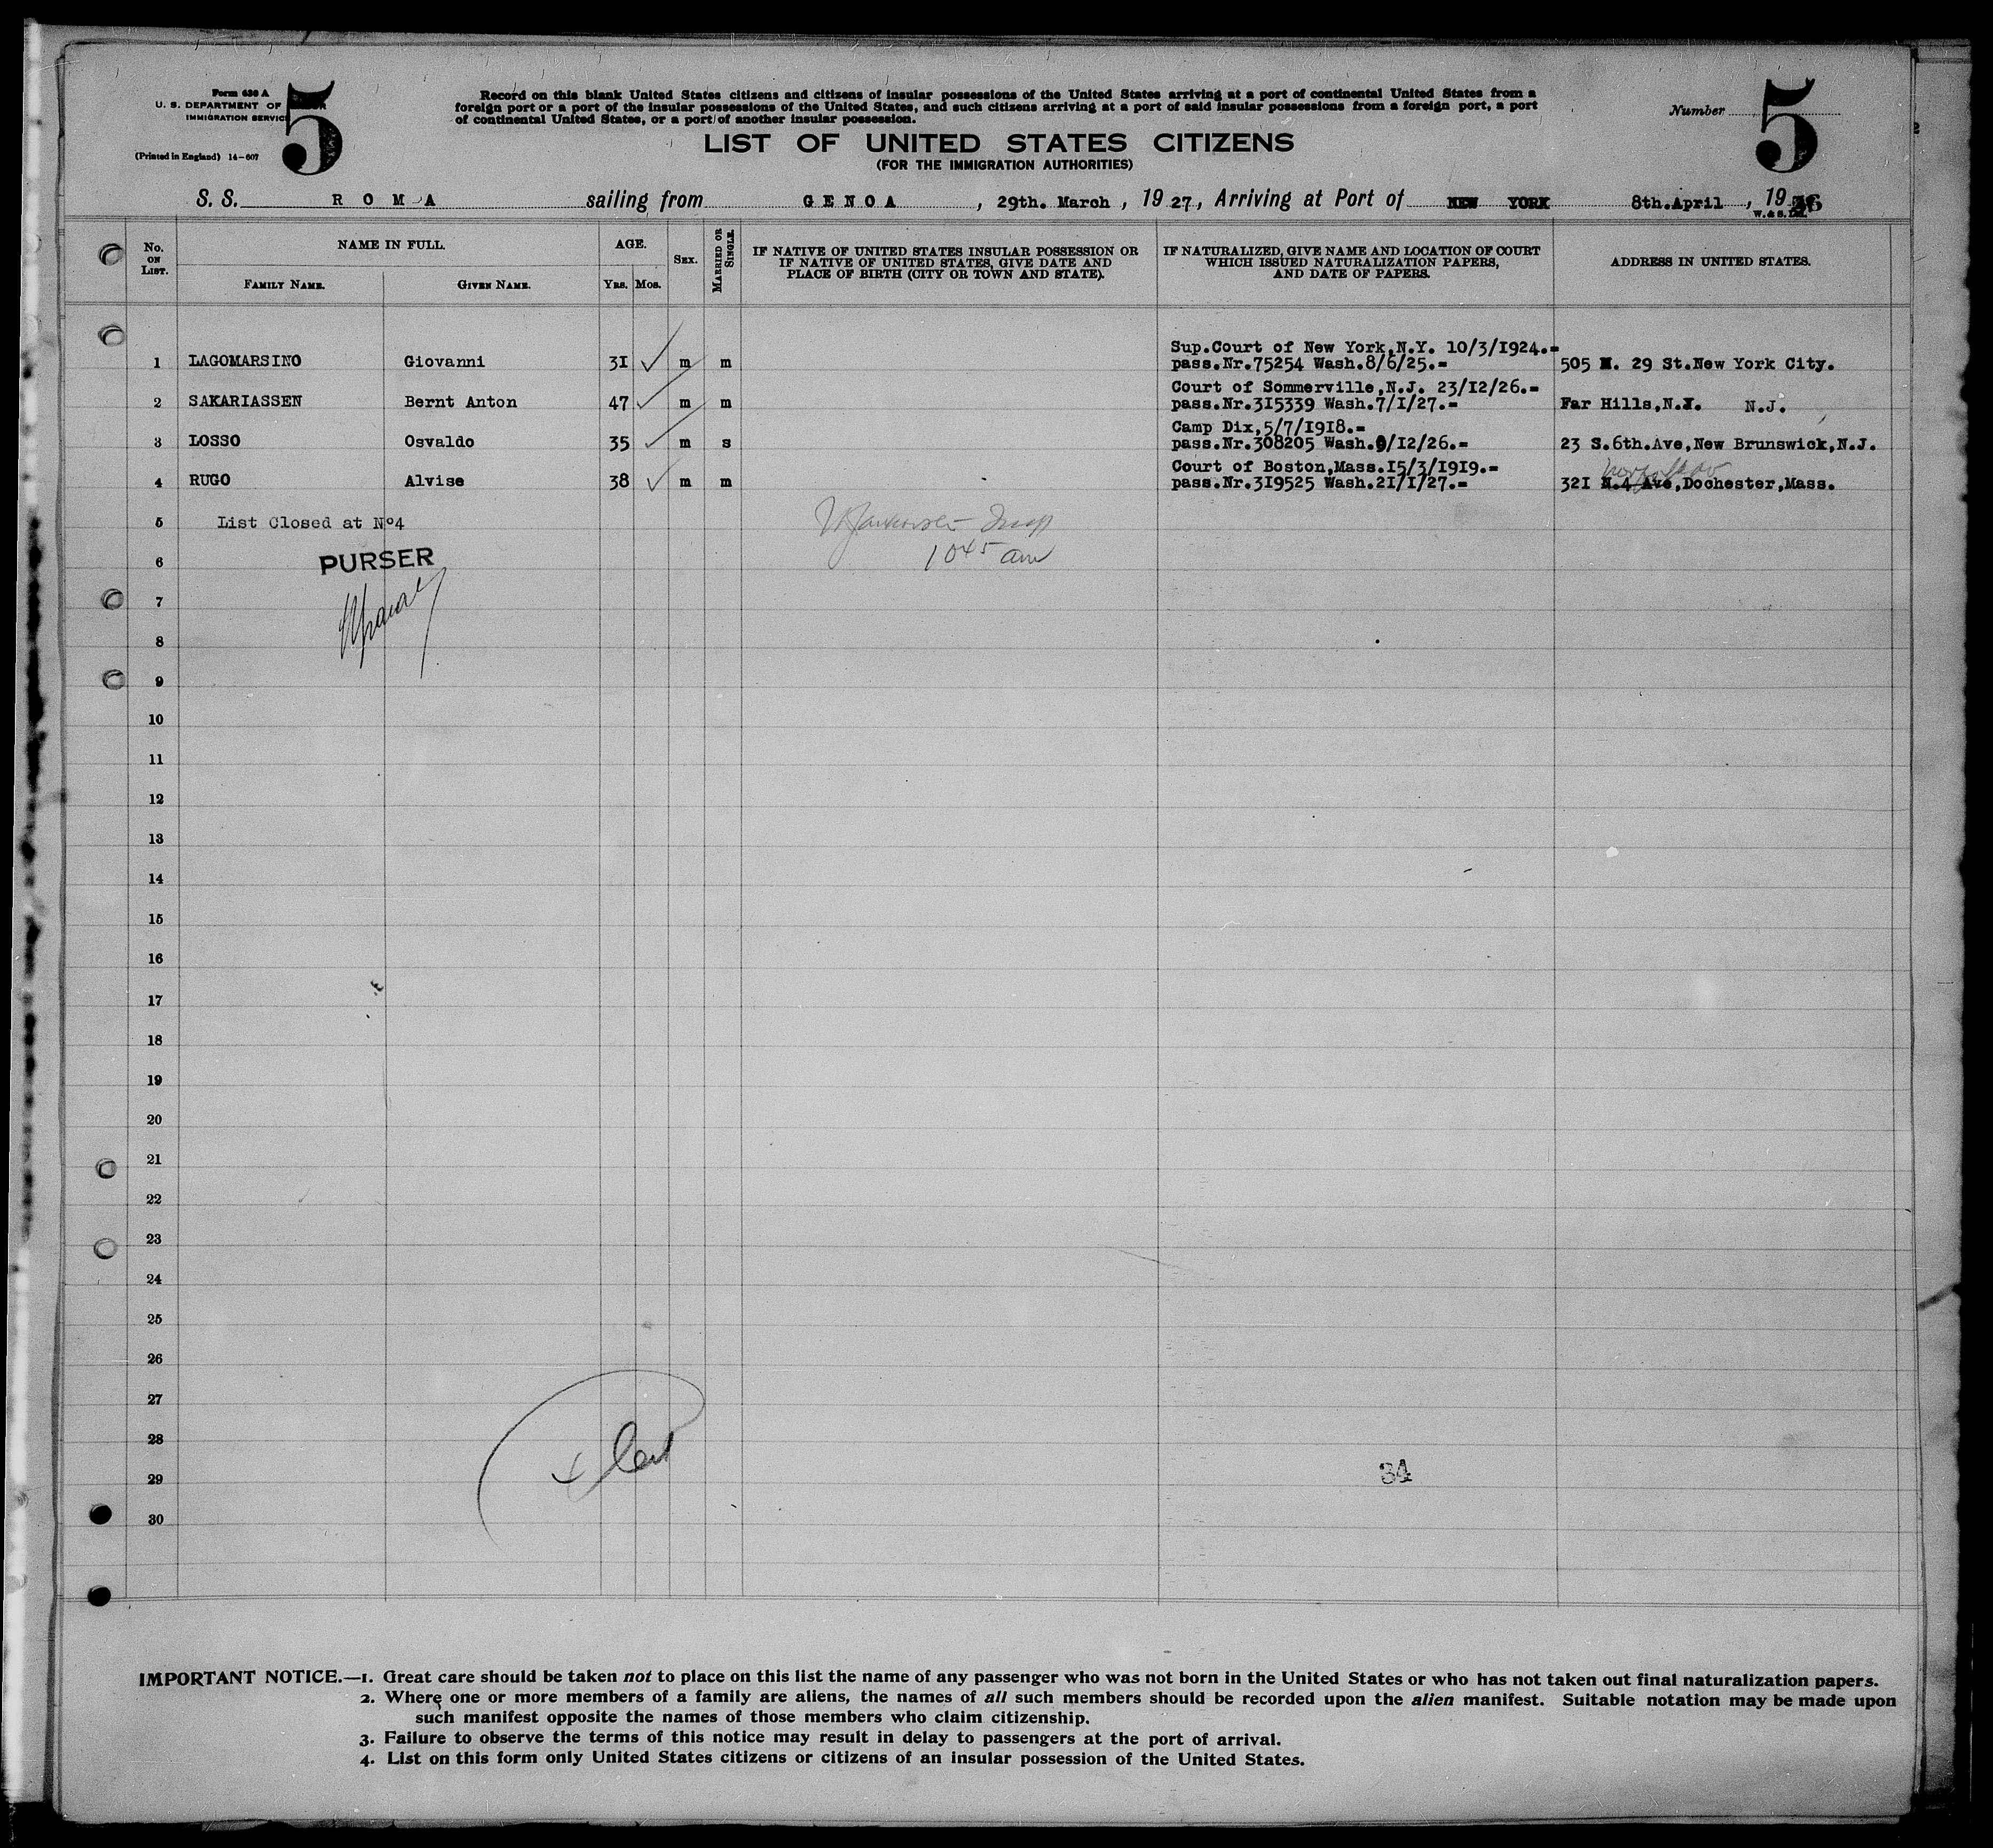 Form 630 A
U. S. DEPARTMENT OF
IMMIGRATION SERVICE
(Printed in England) 14-607
5
Record on this blank United States citizens and citizens of insular possessions of the United States arriving at a port of continental United States from a
foreign port or a port of the insular possessions of the United States, and such citizens arriving at a port of said insular possessions from a foreign port, a port
of continental United States, or a port of another insular possession.
LIST OF UNITED STATES CITIZENS
(FOR THE IMMIGRATION AUTHORITIES)
Number 5
S. S. ROMA sailing from GENOA, 29th. March, 1927, Arriving at Port of NEW YORK 8th.April, 19
W. & S. Ltd.
No. ON LIST.
NAME IN FULL.
FAMILY NAME.
GIVEN NAME.
AGE.
YRS. MOS.
SEX.
MARRIED OR SINGLE.
IF NATIVE OF UNITED STATES INSULAR POSSESSION OR
IF NATIVE OF UNITED STATES, GIVE DATE AND
PLACE OF BIRTH (CITY OR TOWN AND STATE).
IF NATURALIZED, GIVE NAME AND LOCATION OF COURT
WHICH ISSUED NATURALIZATION PAPERS,
AND DATE OF PAPERS.
ADDRESS IN UNITED STATES.
Sup.Court of New York,N.Y. 10/3/1924.=
1 LAGOMARSINO Giovanni 31 m m pass.Nr.75254 Wash.8/6/25.= 505 29 St.New York City.
Court of Sommerville,N.J. 23/12/26.=
2 SAKARIASSEN Bernt Anton 47 m m pass.Nr.315339 Wash.7/1/27.= Far Hills, N.J.
Camp Dix,5/7/1918.=
3 LOSSO Osvaldo 35 m s pass.Nr.308205 Wash.9/12/26.= 23 S.6th.Ave,New Brunswick,N.J.
Court of Boston,Mass.15/3/1919.=
4 RUGO Alvise 38 m m pass.Nr.319525 Wash.21/1/27.= 321 N.4 Ave,Dochester,Mass.
5 List Closed at Nº4
6 PURSER
1045 am
7
8
9
10
11
12
13
14
15
16
17
18
19
20
21
22
23
24
25
26
27
28
29
34
30
IMPORTANT NOTICE.—1. Great care should be taken not to place on this list the name of any passenger who was not born in the United States or who has not taken out final naturalization papers.
2. Where one or more members of a family are aliens, the names of all such members should be recorded upon the alien manifest. Suitable notation may be made upon
such manifest opposite the names of those members who claim citizenship.
3. Failure to observe the terms of this notice may result in delay to passengers at the port of arrival.
4. List on this form only United States citizens or citizens of an insular possession of the United States.